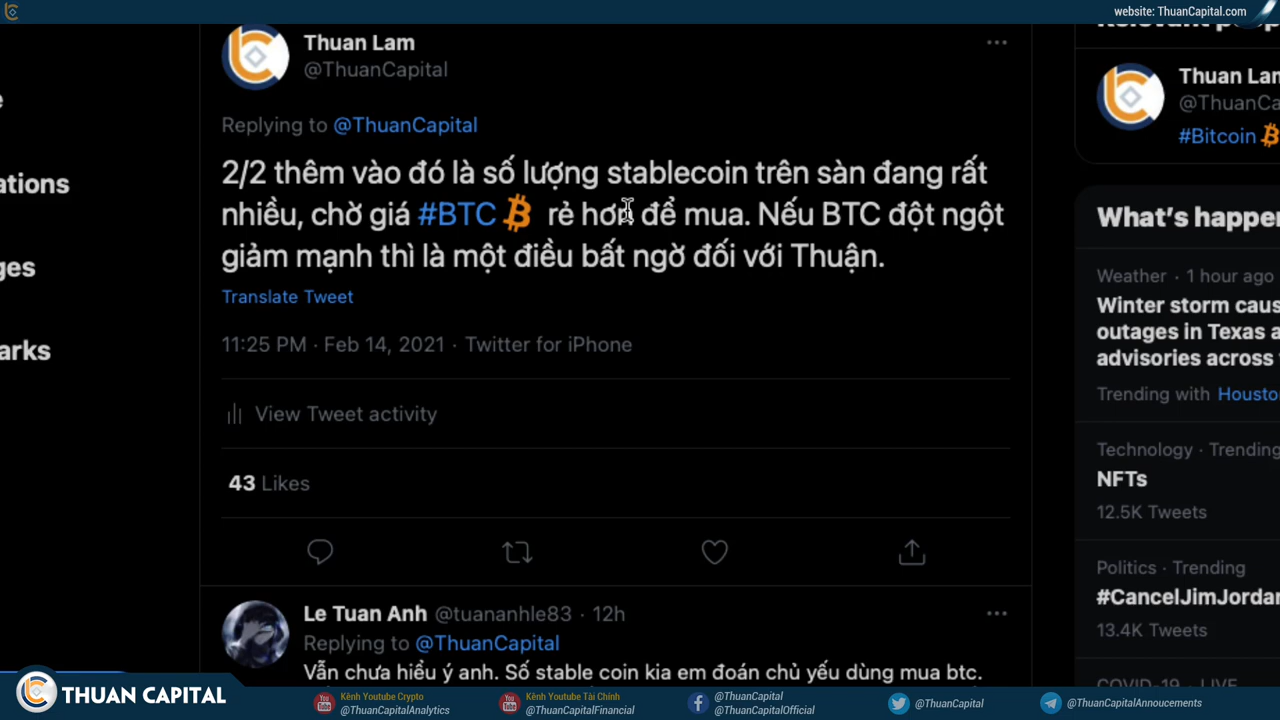 website: ThuanCapital.com
Thuan Lam
@ThuanCapital
Replying to @ThuanCapital
2/2 thêm vào đó là số lượng stablecoin trên sàn đang rất
nhiều, chờ giá #BTC rẻ hơn để mua. Nếu BTC đột ngột
giảm mạnh thì là một điều bất ngờ đối với Thuận.
Translate Tweet
11:25 PM · Feb 14, 2021 · Twitter for iPhone
View Tweet activity
43 Likes
Le Tuan Anh @tuananhle83 · 12h
Replying to @ThuanCapital
Vẫn chưa hiểu ý anh. Số stable coin kia em đoán chủ yếu dùng mua btc.
e
ations
ges
arks
Thuan Lam
@ThuanCa
#Bitcoin
What's happe
Weather · 1 hour ago
Winter storm caus
outages in Texas a
advisories across
Trending with Housto
Technology · Trending
NFTs
12.5K Tweets
Politics · Trending
#CancelJimJordan
13.4K Tweets
COVID-19 · LIVE
THUAN CAPITAL
Kênh Youtube Crypto
@ThuanCapitalAnalytics
Kênh Youtube Tài Chính
@ThuanCapitalFinancial
@ThuanCapital
@ThuanCapitalOfficial
@ThuanCapital
@ThuanCapitalAnnoucements